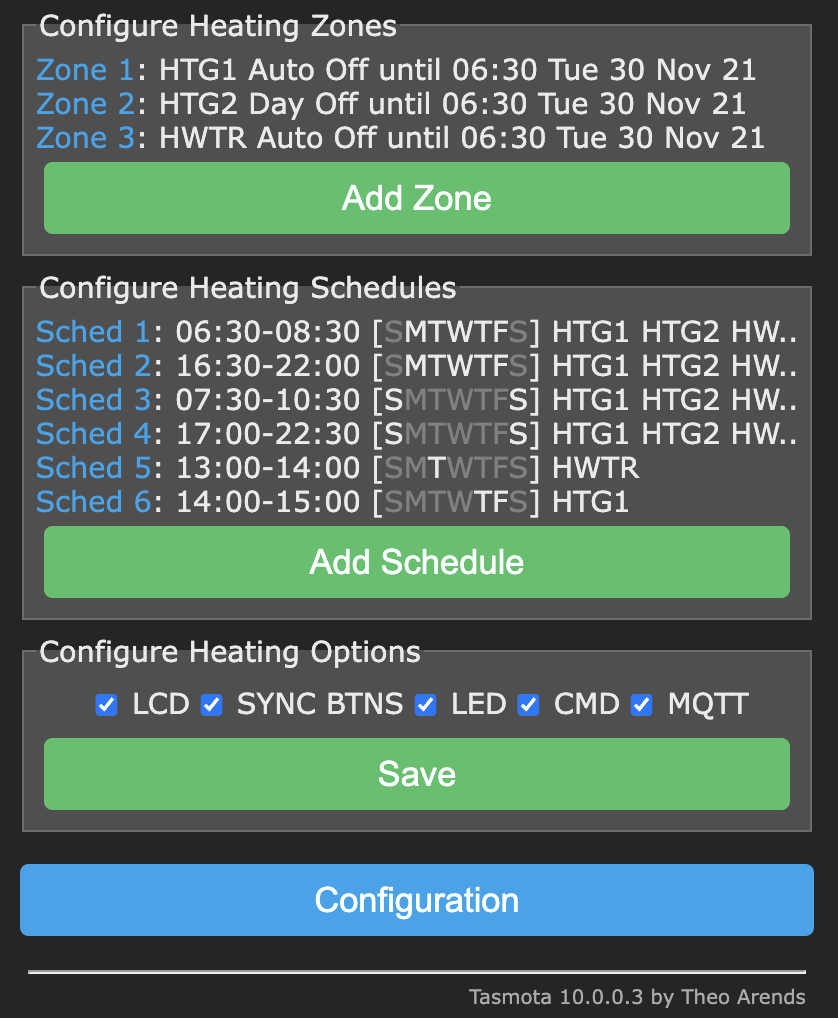 Configure Heating Zones
Zone 1: HTG1 Auto Off until 06:30 Tue 30 Nov 21
Zone 2: HTG2 Day Off until 06:30 Tue 30 Nov 21
Zone 3: HWTR Auto Off until 06:30 Tue 30 Nov 21
Add Zone
Configure Heating Schedules
Sched 1: 06:30-08:30 [SMTWTFS] HTG1 HTG2 HW..
Sched 2: 16:30-22:00 [SMTWTFS] HTG1 HTG2 HW..
Sched 3: 07:30-10:30 [SMTWTFS] HTG1 HTG2 HW..
Sched 4: 17:00-22:30 [SMTWTFS] HTG1 HTG2 HW..
Sched 5: 13:00-14:00 [SMTWTFS] HWTR
Sched 6: 14:00-15:00 [SMTWTFS] HTG1
Add Schedule
Configure Heating Options
LCD SYNC BTNS LED CMD MQTT
Save
Configuration
Tasmota 10.0.0.3 by Theo Arends